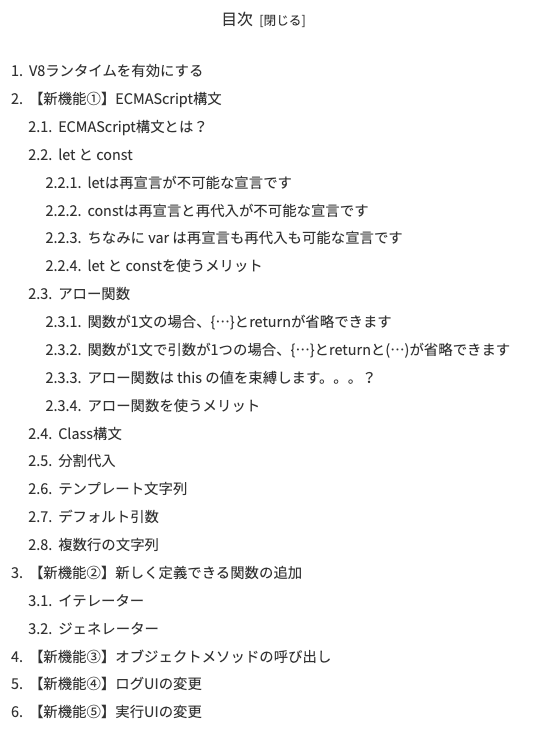 目次 [閉じる]
1. V8ランタイムを有効にする
2. 【新機能①】ECMAScript構文
2.1. ECMAScript構文とは？
2.2. let と const
2.2.1. letは再宣言が不可能な宣言です
2.2.2. constは再宣言と再代入が不可能な宣言です
2.2.3. ちなみに var は再宣言も再代入も可能な宣言です
2.2.4. let と constを使うメリット
2.3. アロー関数
2.3.1. 関数が1文の場合、{…}とreturnが省略できます
2.3.2. 関数が1文で引数が1つの場合、{…}とreturnと(…)が省略できます
2.3.3. アロー関数は this の値を束縛します。。。？
2.3.4. アロー関数を使うメリット
2.4. Class構文
2.5. 分割代入
2.6. テンプレート文字列
2.7. デフォルト引数
2.8. 複数行の文字列
3. 【新機能②】新しく定義できる関数の追加
3.1. イテレーター
3.2. ジェネレーター
4. 【新機能③】オブジェクトメソッドの呼び出し
5. 【新機能④】ログUIの変更
6. 【新機能⑤】実行UIの変更